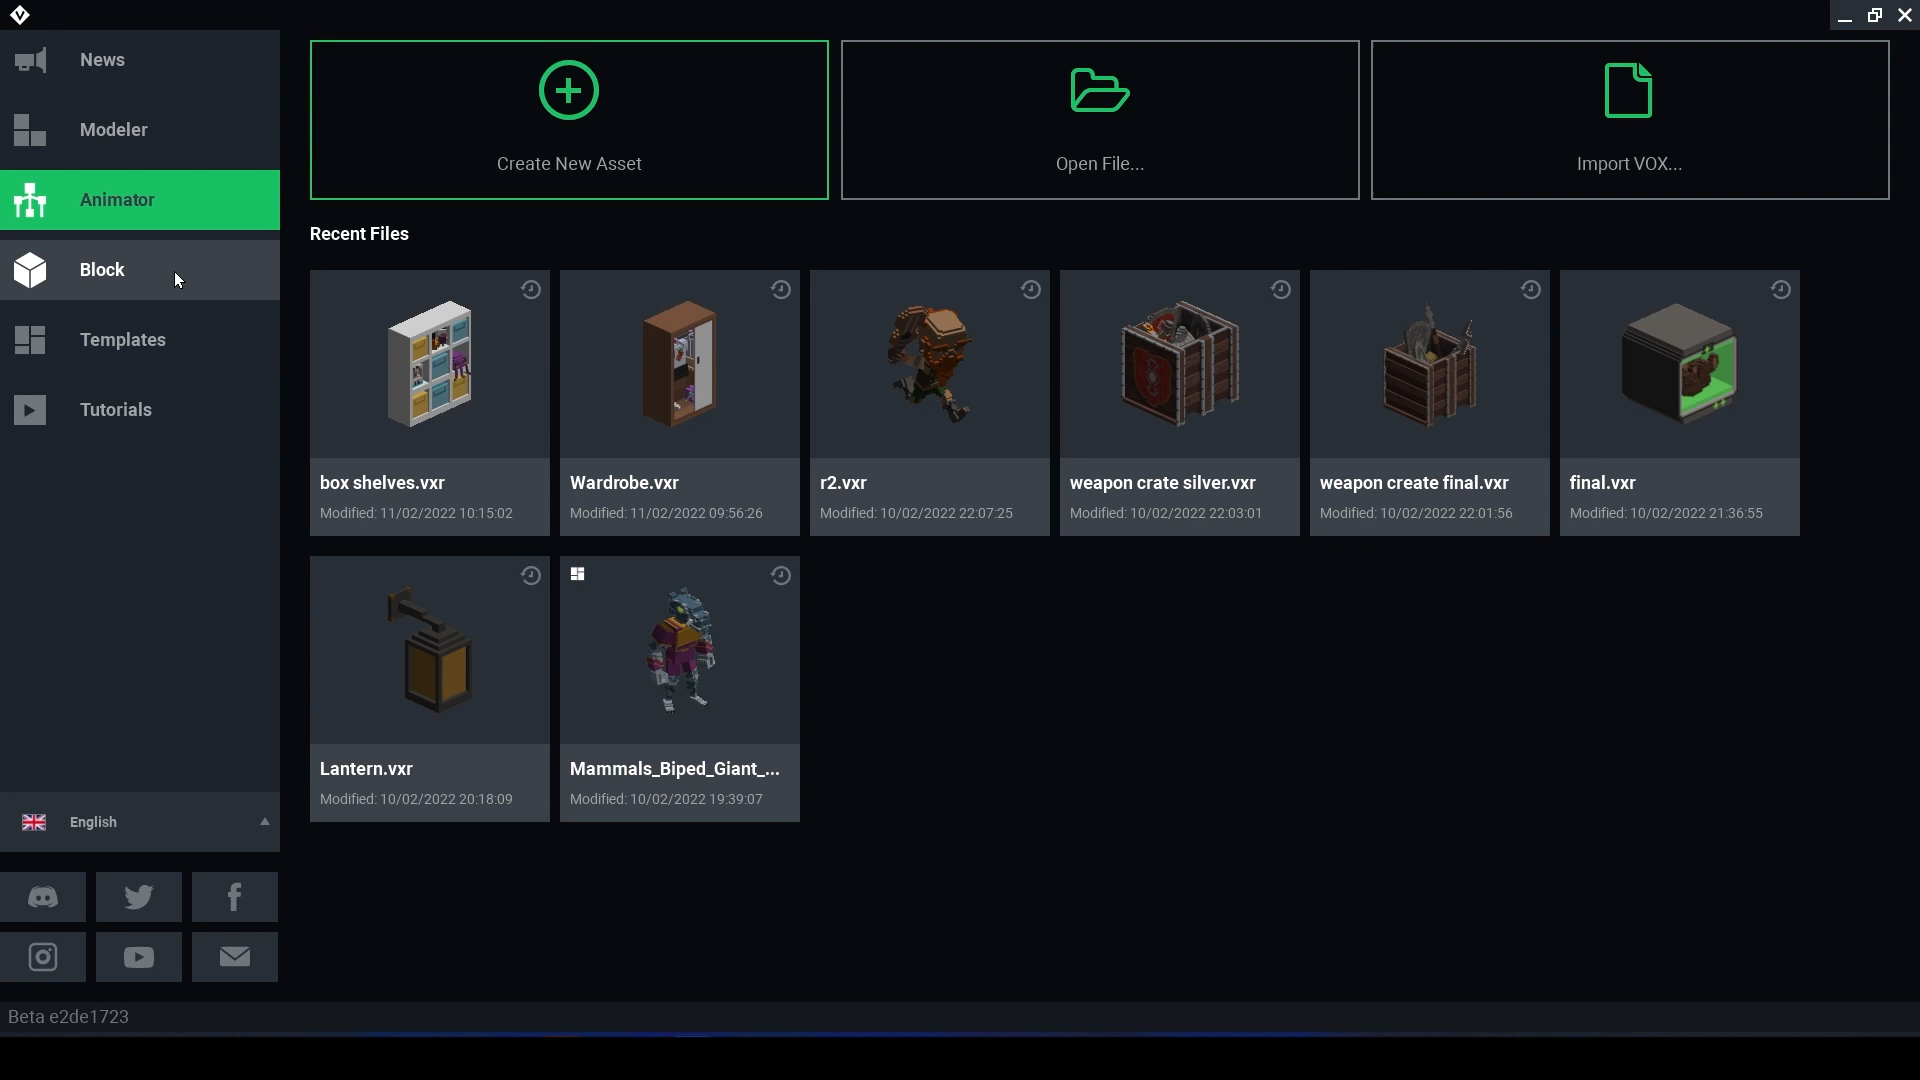 News
Modeler
Animator
Block
Templates
Tutorials
English
Beta e2de1723
Create New Asset
Open File...
Import VOX...
Recent Files
box shelves.vxr
Modified: 11/02/2022 10:15:02
Wardrobe.vxr
Modified: 11/02/2022 09:56:26
r2.vxr
Modified: 10/02/2022 22:07:25
weapon crate silver.vxr
Modified: 10/02/2022 22:03:01
weapon create final.vxr
Modified: 10/02/2022 22:01:56
final.vxr
Modified: 10/02/2022 21:36:55
Lantern.vxr
Modified: 10/02/2022 20:18:09
Mammals_Biped_Giant_...
Modified: 10/02/2022 19:39:07